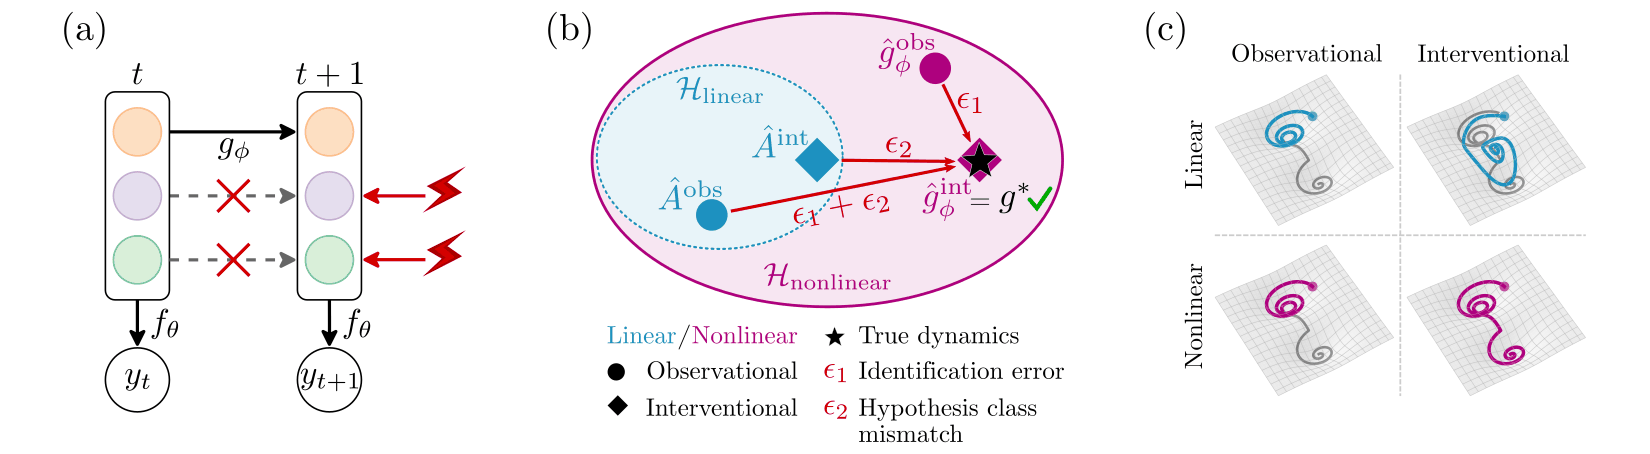 (a)
t
t + 1
g_ϕ
f_θ
f_θ
y_t
y_{t+1}
(b)
ĝ_ϕ^obs
ℋ_linear
ϵ_1
Â^int
ϵ_2
Â^obs
ϵ_1 + ϵ_2
ĝ_ϕ^int = g*
ℋ_nonlinear
Linear/Nonlinear
True dynamics
Observational
ϵ_1 Identification error
Interventional
ϵ_2 Hypothesis class
mismatch
(c)
Observational
Interventional
Linear
Nonlinear